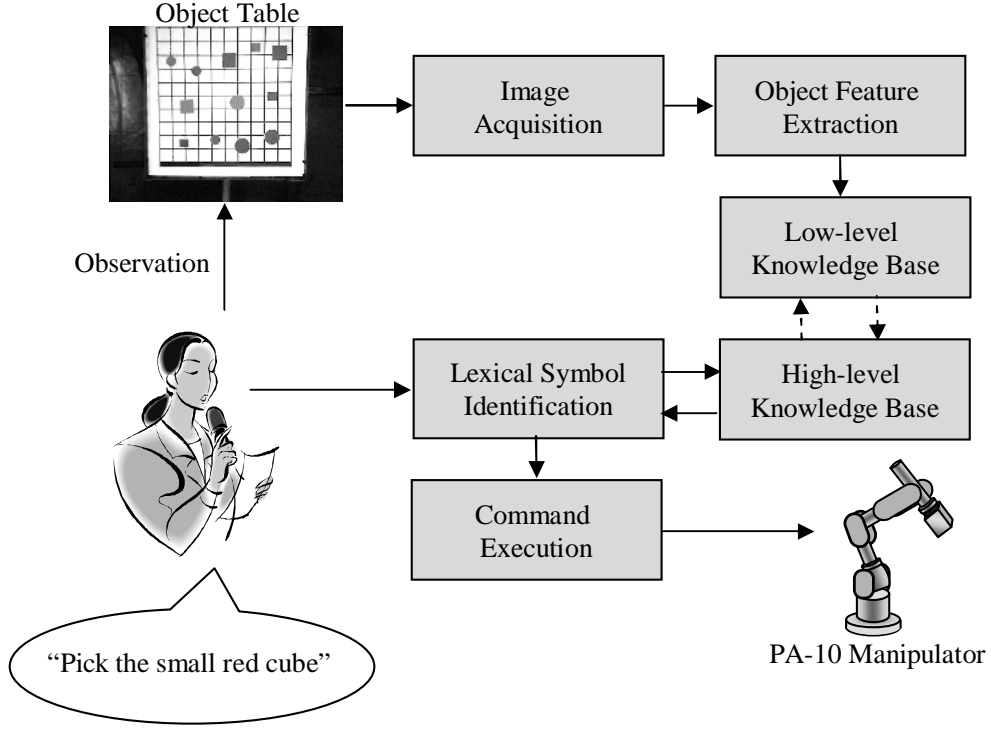 Object Table
Image
Acquisition
Object Feature
Extraction
Low-level
Knowledge Base
Observation
Lexical Symbol
Identification
High-level
Knowledge Base
Command
Execution
“Pick the small red cube”
PA-10 Manipulator